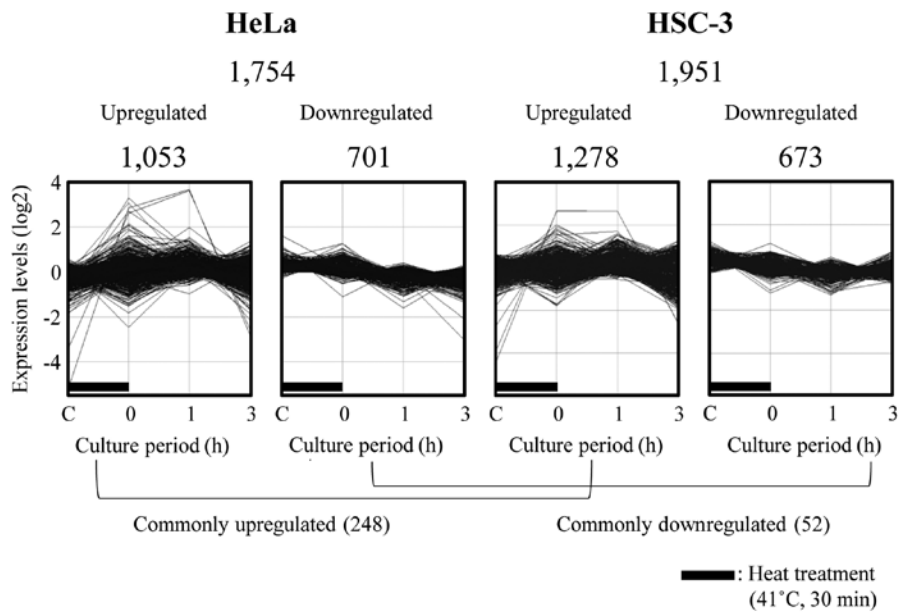 HeLa HSC-3
1,754 1,951
Upregulated Downregulated Upregulated Downregulated
1,053 701 1,278 673
Expression levels (log2)
4
2
0
-2
-4
C 0 1 3 C 0 1 3 C 0 1 3 C 0 1 3
Culture period (h) Culture period (h) Culture period (h) Culture period (h)
Commonly upregulated (248) Commonly downregulated (52)
: Heat treatment
(41˚C, 30 min)